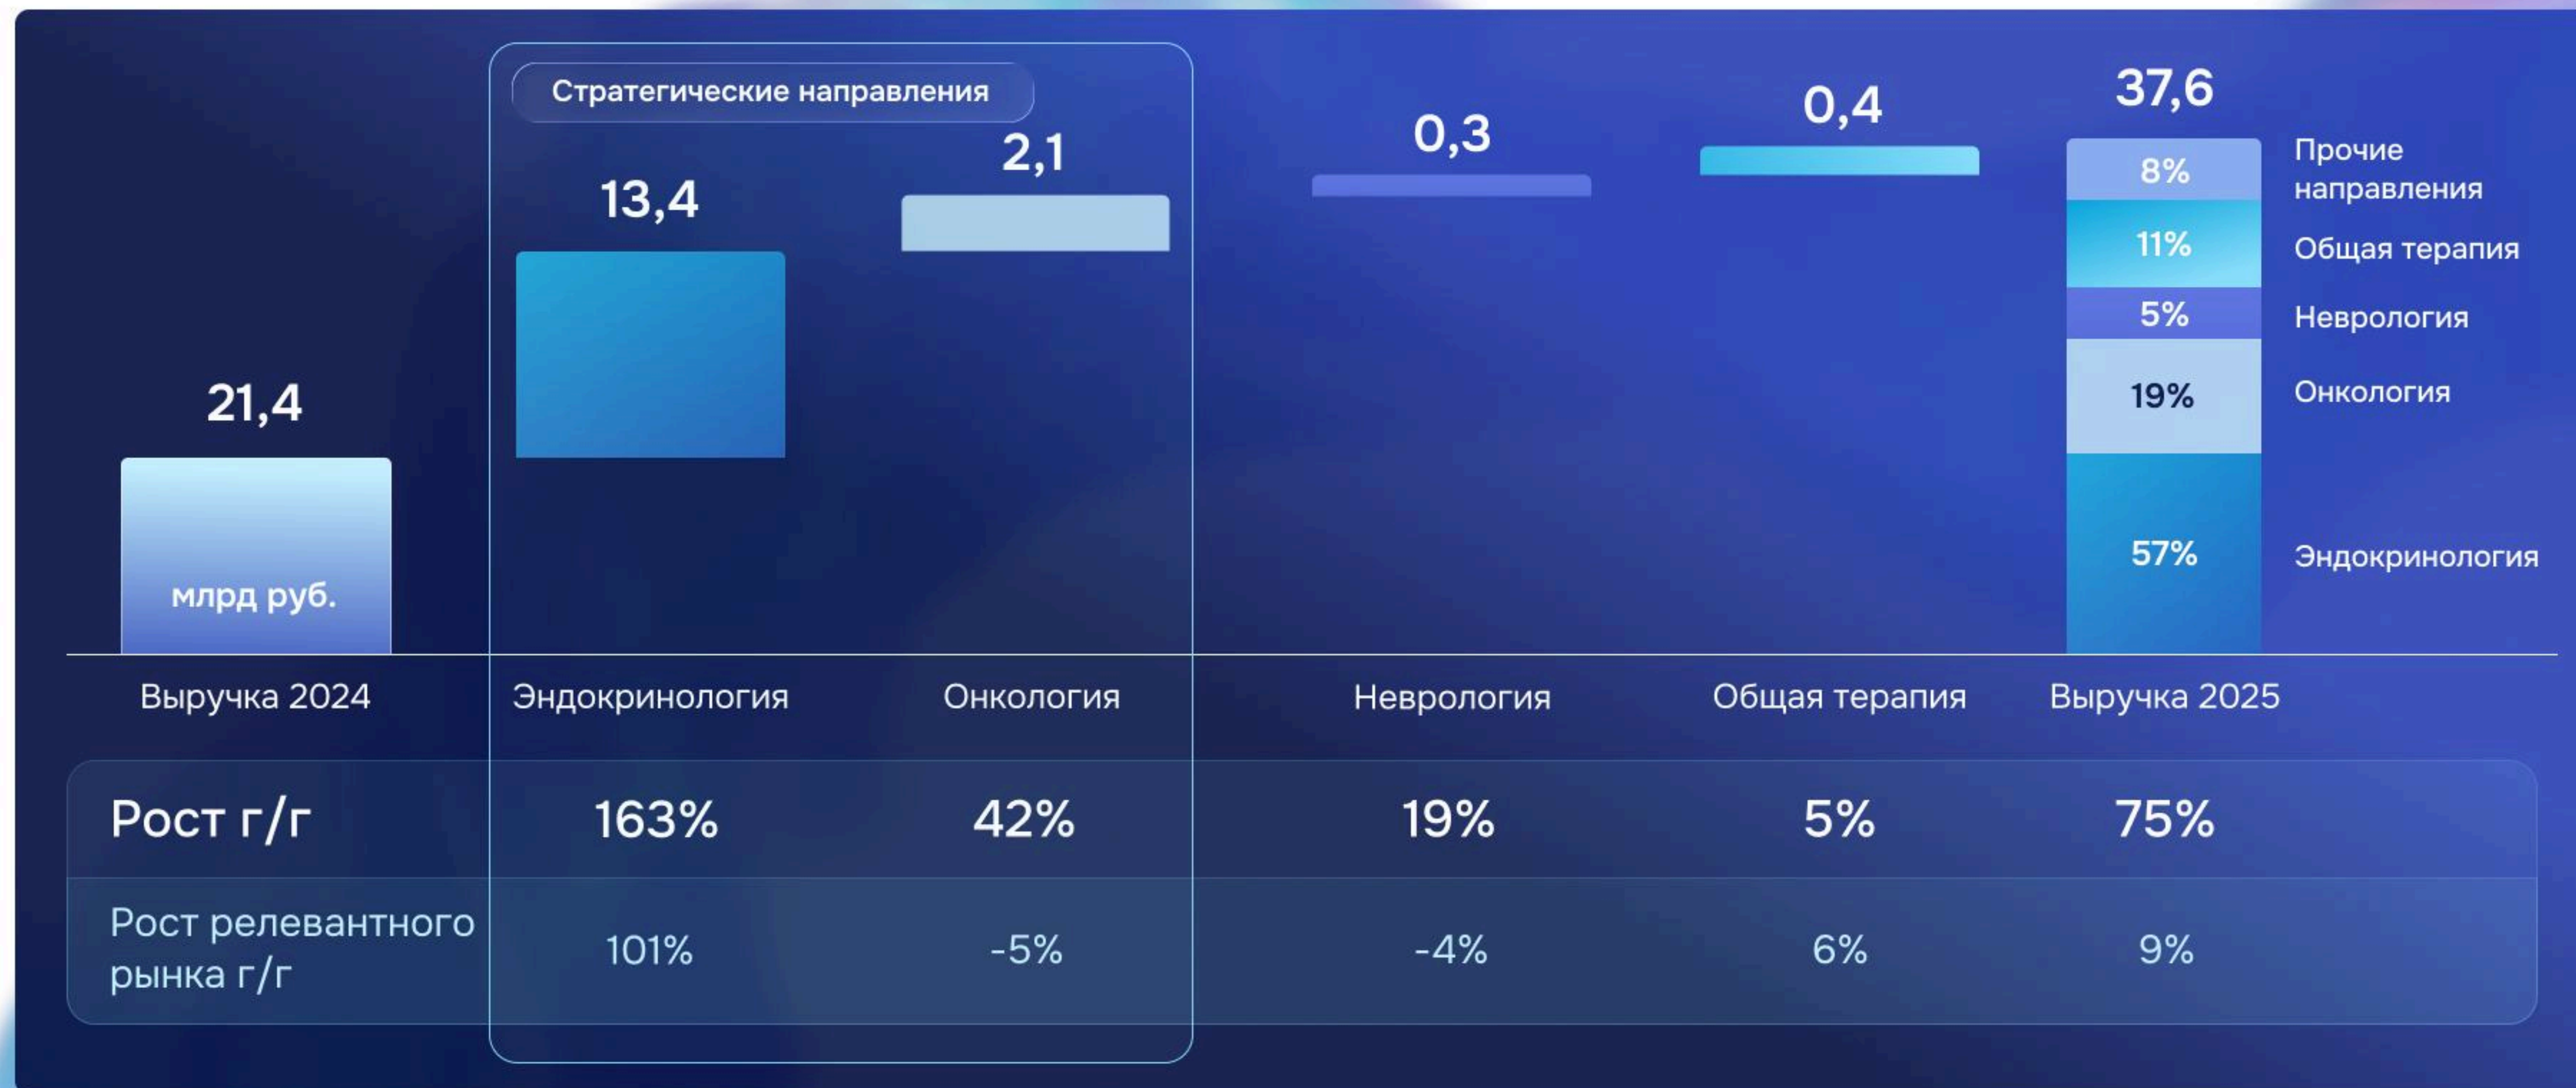 Стратегические направления
21,4
13,4
2,1
0,3
0,4
37,6
млрд руб.
8%
11%
5%
19%
57%
Прочие
направления
Общая терапия
Неврология
Онкология
Эндокринология
Выручка 2024
Эндокринология
Онкология
Неврология
Общая терапия
Выручка 2025
Рост г/г
163%
42%
19%
5%
75%
Рост релевантного
рынка г/г
101%
-5%
-4%
6%
9%